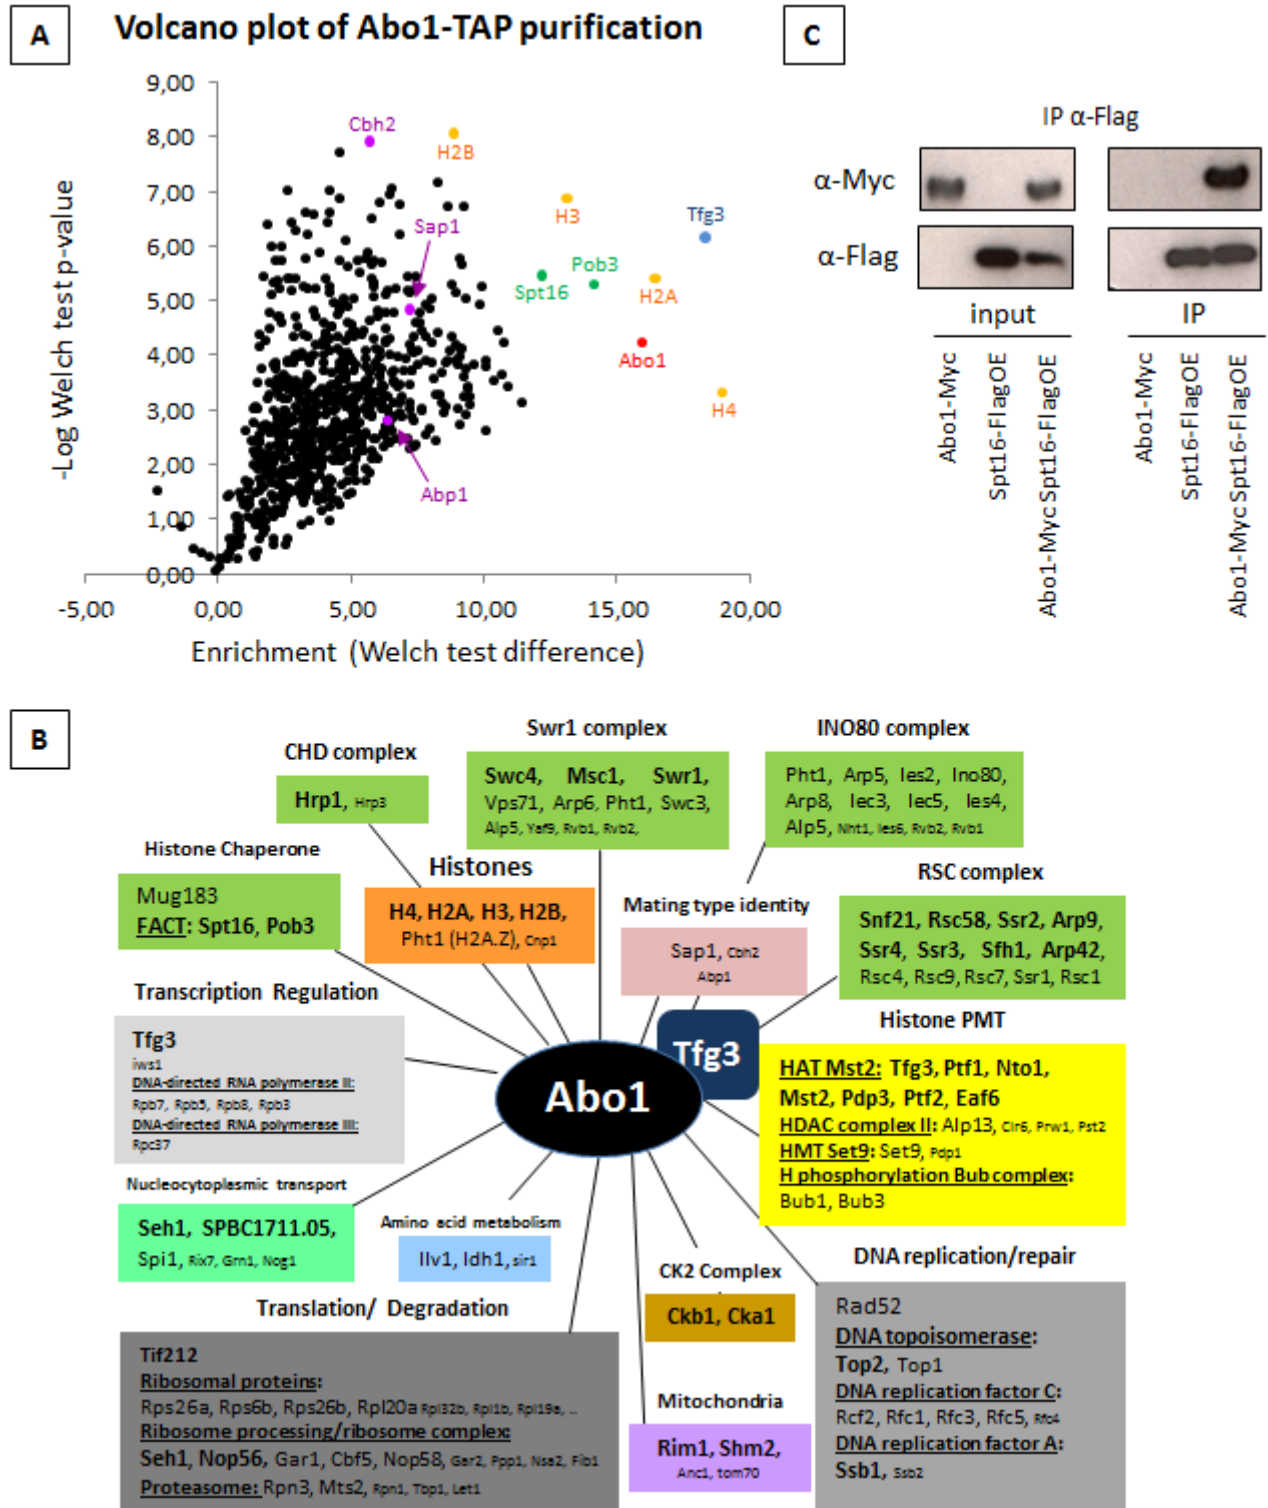 A
Volcano plot of Abo1-TAP purification
-Log Welch test p-value
9,00
8,00
7,00
6,00
5,00
4,00
3,00
2,00
1,00
0,00
-5,00
0,00
5,00
10,00
15,00
20,00
Enrichment (Welch test difference)
Cbh2
H2B
Sap1
H3
Tfg3
Spt16
Pob3
H2A
Abo1
H4
Abp1
C
IP α-Flag
α-Myc
α-Flag
input
IP
Abo1-Myc
Spt16-FlagOE
Abo1-Myc Spt16-FlagOE
Abo1-Myc
Spt16-FlagOE
Abo1-Myc Spt16-FlagOE
B
CHD complex
Hrp1, Hrp3
Swr1 complex
Swc4, Msc1, Swr1,
Vps71, Arp6, Pht1, Swc3,
Alp5, Yaf9, Rvb1, Rvb2,
INO80 complex
Pht1, Arp5, Ies2, Ino80,
Arp8, Iec3, Iec5, Ies4,
Alp5, Nht1, Ies6, Rvb2, Rvb1
Histone Chaperone
Mug183
FACT: Spt16, Pob3
Histones
H4, H2A, H3, H2B,
Pht1 (H2A.Z), Cnp1
Mating type identity
Sap1, Cbh2
Abp1
RSC complex
Snf21, Rsc58, Ssr2, Arp9,
Ssr4, Ssr3, Sfh1, Arp42,
Rsc4, Rsc9, Rsc7, Ssr1, Rsc1
Transcription Regulation
Tfg3
iws1
DNA-directed RNA polymerase II:
Rpb7, Rpb5, Rpb8, Rpb3
DNA-directed RNA polymerase III:
Rpc37
Tfg3
Abo1
Histone PMT
HAT Mst2: Tfg3, Ptf1, Nto1,
Mst2, Pdp3, Ptf2, Eaf6
HDAC complex II: Alp13, Clr6, Prw1, Pst2
HMT Set9: Set9, Pdp1
H phosphorylation Bub complex:
Bub1, Bub3
Nucleocytoplasmic transport
Seh1, SPBC1711.05,
Spi1, Rix7, Grn1, Nog1
Amino acid metabolism
Ilv1, Idh1, sir1
CK2 Complex
Ckb1, Cka1
DNA replication/repair
Rad52
DNA topoisomerase:
Top2, Top1
DNA replication factor C:
Rcf2, Rfc1, Rfc3, Rfc5, Rfc4
DNA replication factor A:
Ssb1, Ssb2
Translation/ Degradation
Tif212
Ribosomal proteins:
Rps26a, Rps6b, Rps26b, Rpl20a Rpl32b, Rpl1b, Rpl19a, ..
Ribosome processing/ribosome complex:
Seh1, Nop56, Gar1, Cbf5, Nop58, Gar2, Ppp1, Nsa2, Fib1
Proteasome: Rpn3, Mts2, Rpn1, Tbp1, Let1
Mitochondria
Rim1, Shm2,
Anc1, tom70